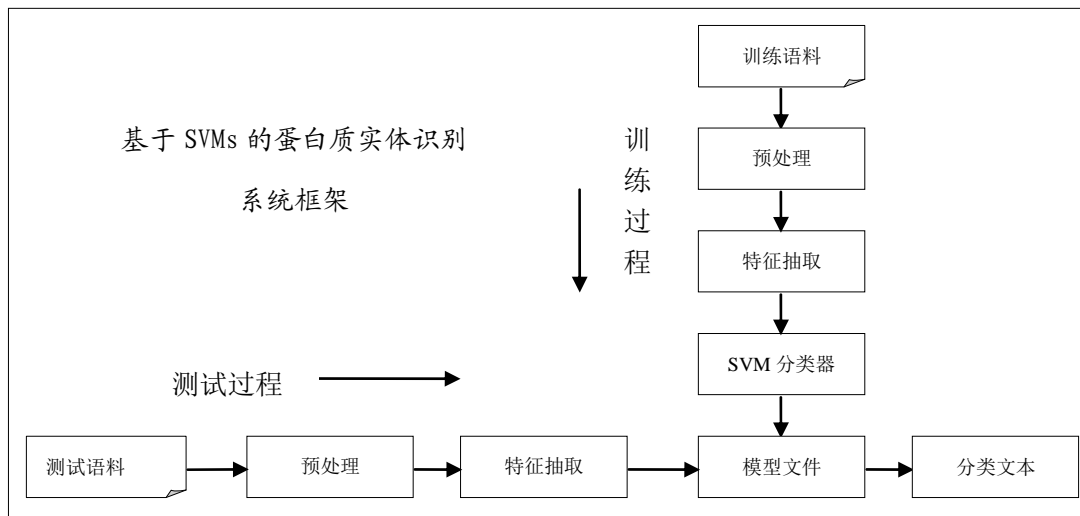 训练语料
基于 SVMs 的蛋白质实体识别
系统框架
训
练
过
程
预处理
特征抽取
SVM 分类器
测试过程
测试语料
预处理
特征抽取
模型文件
分类文本